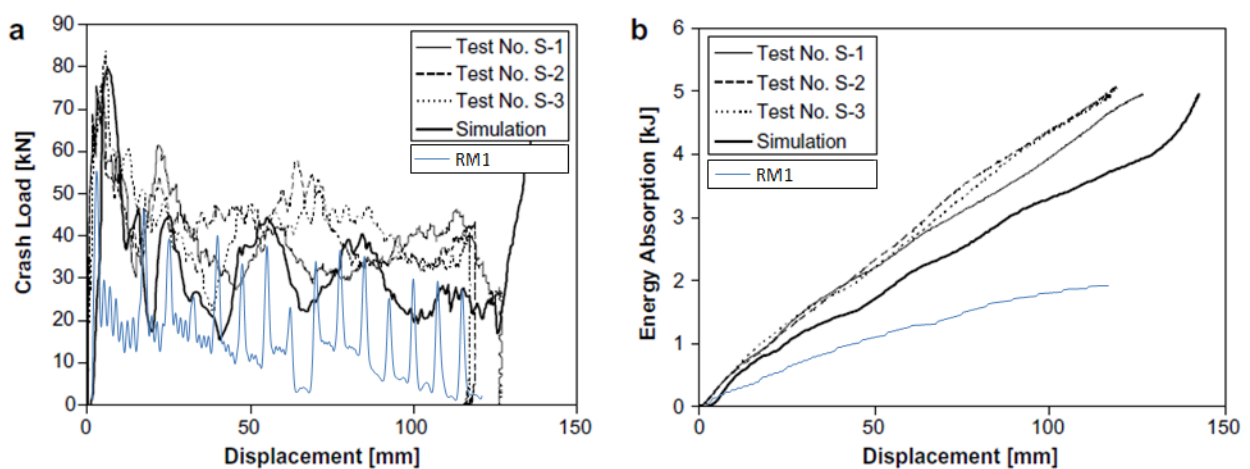 a
90
80
70
60
50
40
30
20
10
0
Crash Load [kN]
0 50 100 150
Displacement [mm]
Test No. S-1
Test No. S-2
Test No. S-3
Simulation
RM1
b
6
5
4
3
2
1
0
Energy Absorption [kJ]
0 50 100 150
Displacement [mm]
Test No. S-1
Test No. S-2
Test No. S-3
Simulation
RM1